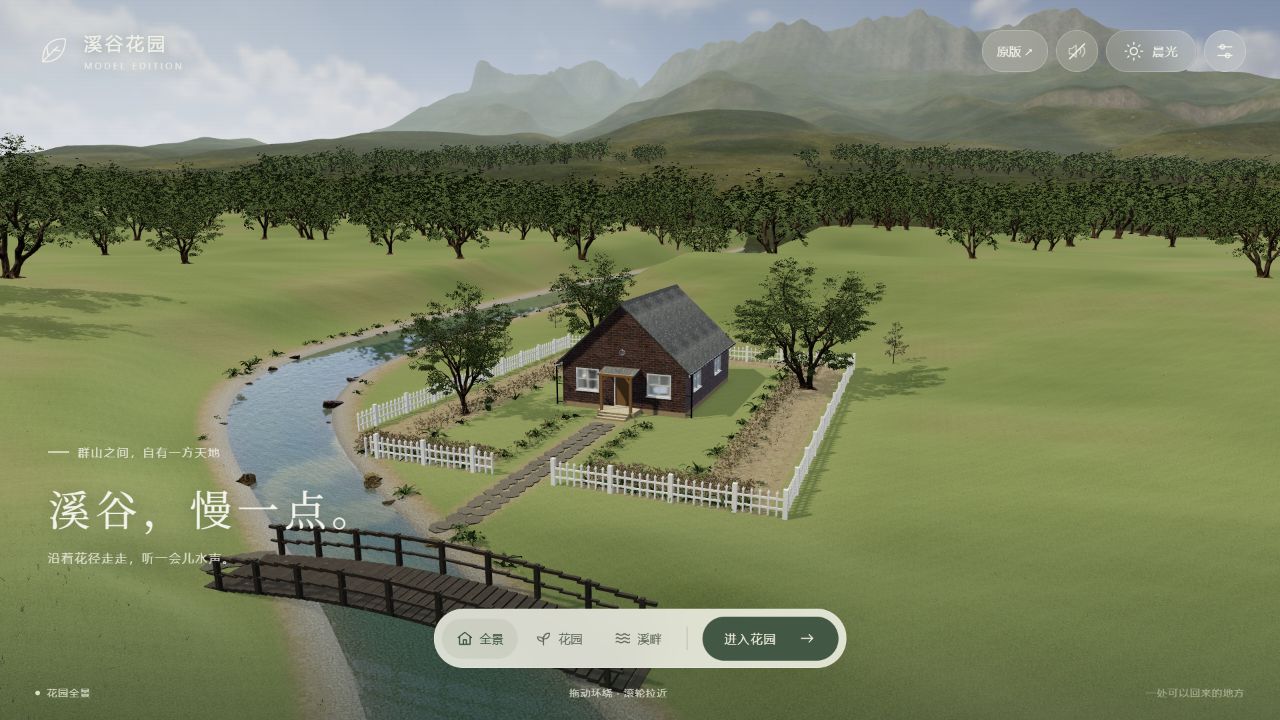 溪谷花园
MODEL EDITION
原版↗
晨光
群山之间，自有一方天地
溪谷，慢一点。
沿着花径走走，听一会儿水声。
全景
花园
溪畔
进入花园 →
花园全景
拖动环绕 · 滚轮拉近
一处可以回来的地方